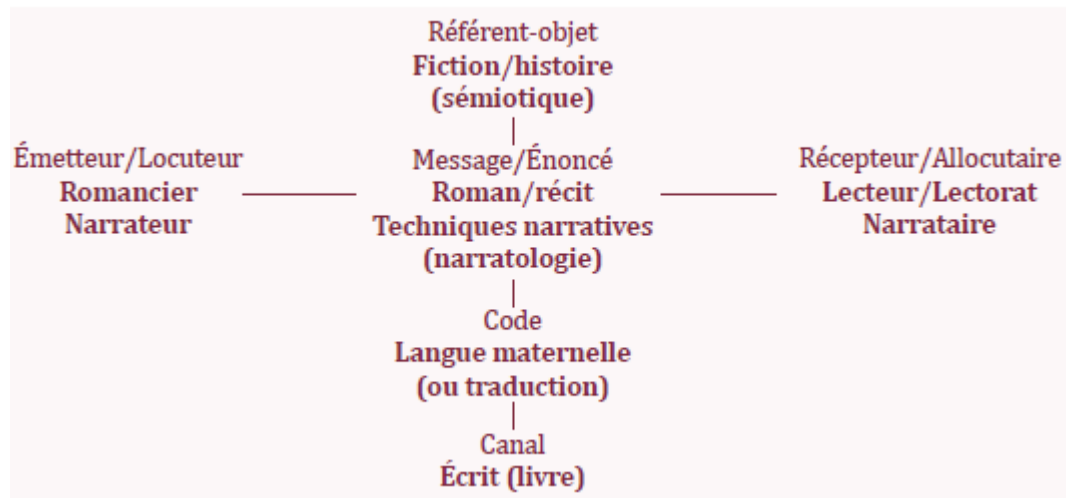 Référent-objet
Fiction/histoire
(sémiotique)
Émetteur/Locuteur
Romancier
Narrateur
Message/Énoncé
Roman/récit
Techniques narratives
(narratologie)
Récepteur/Allocutaire
Lecteur/Lectorat
Narrataire
Code
Langue maternelle
(ou traduction)
Canal
Écrit (livre)